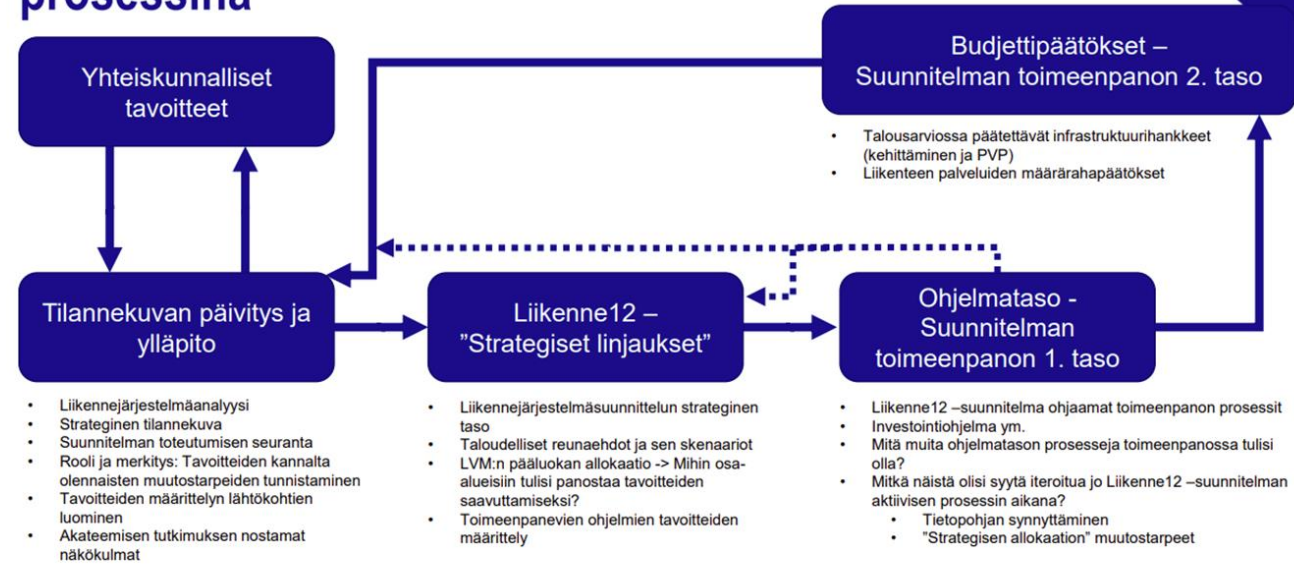 prosessina
Yhteiskunnalliset
tavoitteet
Budjettipäätökset –
Suunnitelman toimeenpanon 2. taso
• Talousarviossa päätettävät infrastruktuurihankkeet
(kehittäminen ja PVP)
• Liikenteen palveluiden määrärahapäätökset
Tilannekuvan päivitys ja
ylläpito
• Liikennejärjestelmäanalyysi
• Strateginen tilannekuva
• Suunnitelman toteutumisen seuranta
• Rooli ja merkitys: Tavoitteiden kannalta
olennaisten muutostarpeiden tunnistaminen
• Tavoitteiden määrittelyn lähtökohtien
luominen
• Akateemisen tutkimuksen nostamat
näkökulmat
Liikenne12 –
”Strategiset linjaukset”
• Liikennejärjestelmäsuunnittelun strateginen
taso
• Taloudelliset reunaehdot ja sen skenaariot
• LVM:n pääluokan allokaatio -> Mihin osa-
alueisiin tulisi panostaa tavoitteiden
saavuttamiseksi?
• Toimeenpanevien ohjelmien tavoitteiden
määrittely
Ohjelmataso -
Suunnitelman
toimeenpanon 1. taso
• Liikenne12 –suunnitelma ohjaamat toimeenpanon prosessit
• Investointiohjelma ym.
• Mitä muita ohjelmatason prosesseja toimeenpanossa tulisi
olla?
• Mitkä näistä olisi syytä iteroitua jo Liikenne12 –suunnitelman
aktiivisen prosessin aikana?
• Tietopohjan synnyttäminen
• ”Strategisen allokaation” muutostarpeet